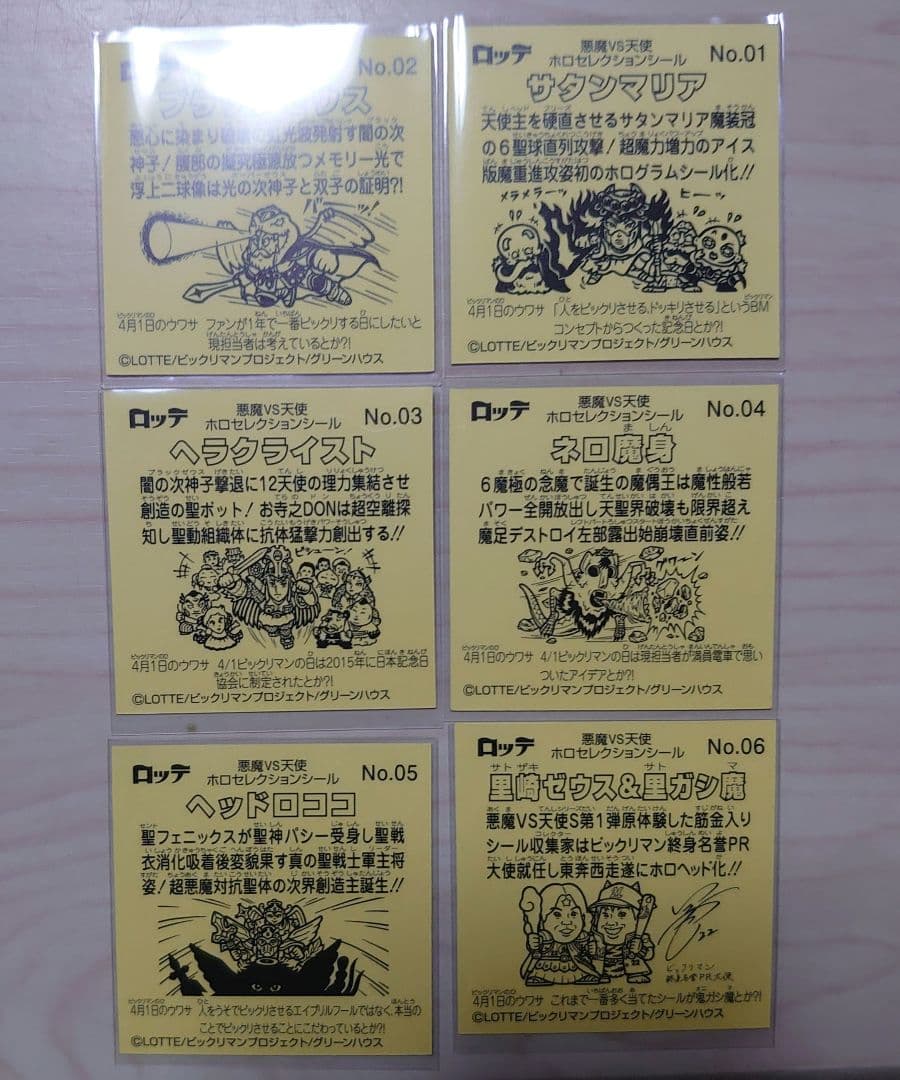 ロッテ
No.02
慈心に染まり
光波発射す闇の次
神子!腹部の擬究極源放つメモリー光で
浮上二球像は光の次神子と双子の証明?!
バーッ!
4月1日のウワサ ファンが1年で一番ビックリする日にしたいと
現担当者は考えているとか?!
©LOTTE/ビックリマンプロジェクト/グリーンハウス
ロッテ
悪魔VS天使
ホロセレクションシール
No.01
サタンマリア
天使主を硬直させるサタンマリア魔装冠
の6聖球直列攻撃!超魔力増力のアイス
版魔重進攻姿初のホログラムシール化!!
メラメラーッ
ヒーッ
4月1日のウワサ 「人をビックリさせる、ドッキリさせる」というBM
コンセプトからつくった記念日とか?!
©LOTTE/ビックリマンプロジェクト/グリーンハウス
ロッテ
悪魔VS天使
ホロセレクションシール
No.03
ヘラクライスト
闇の次神子撃退に12天使の理力集結させ
創造の聖ボット!お寺之DONは超空離探
知し聖動組織体に抗体猛撃力創出する!!
ピシューン!
4月1日のウワサ 4/1ビックリマンの日は2015年に日本記念日
協会に制定されたとか?!
©LOTTE/ビックリマンプロジェクト/グリーンハウス
ロッテ
悪魔VS天使
ホロセレクションシール
No.04
ネロ魔身
6魔極の念魔で誕生の魔偶王は魔性般若
パワー全開放出し天聖界破壊も限界超え
魔足デストロイ左部露出始崩壊直前姿!!
グワーン
4月1日のウワサ 4/1ビックリマンの日は現担当者が満員電車で思い
ついたアイデアとか?!
©LOTTE/ビックリマンプロジェクト/グリーンハウス
ロッテ
悪魔VS天使
ホロセレクションシール
No.05
ヘッドロココ
聖フェニックスが聖神パシー受身し聖戦
衣消化吸着後変貌果す真の聖戦士軍主将
姿!超悪魔対抗聖体の次界創造主誕生!!
4月1日のウワサ 人をうそでビックリさせるエイプリルフールではなく、本当の
ことでビックリさせることにこだわっているとか?!
©LOTTE/ビックリマンプロジェクト/グリーンハウス
ロッテ
悪魔VS天使
ホロセレクションシール
No.06
里崎ゼウス&里ガシ魔
悪魔VS天使S第1弾原体験した筋金入り
シール収集家はビックリマン終身名誉PR
大使就任し東奔西走遂にホロヘッド化!!
ビックリマン
終身名誉PR大使
4月1日のウワサ これまで一番多く当てたシールが鬼ガシ魔とか?!
©LOTTE/ビックリマンプロジェクト/グリーンハウス